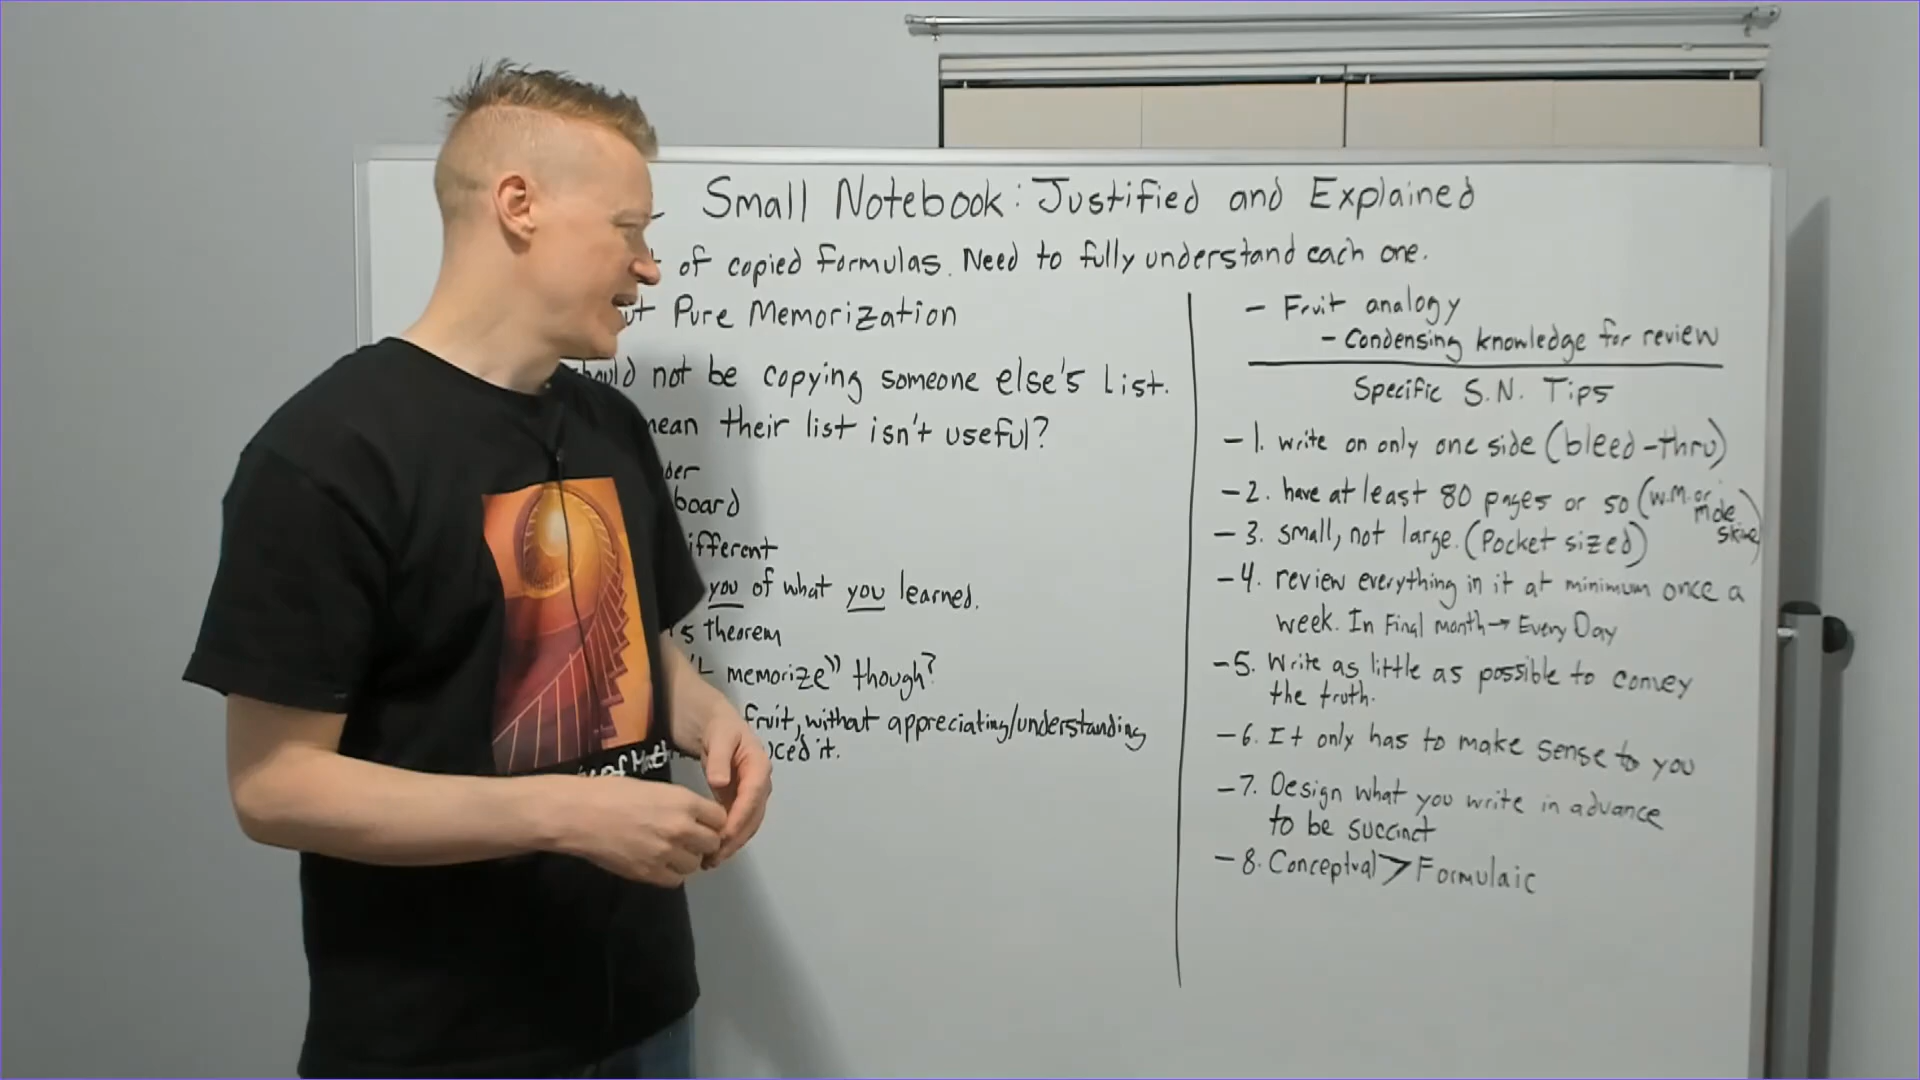 Small Notebook: Justified and Explained
of copied formulas. Need to fully understand each one.
Pure Memorization
should not be copying someone else's list.
mean their list isn't useful?
der
board
ifferent
you of what you learned.
's theorem
memorize" though?
fruit, without appreciating/understanding
uced it.
- Fruit analogy
- Condensing knowledge for review
Specific S.N. Tips
- 1. write on only one side (bleed-thru)
- 2. have at least 80 pages or 50 (W.M. or moleskine)
- 3. small, not large. (Pocket sized)
- 4. review everything in it at minimum once a
week. In Final month → Every Day
- 5. Write as little as possible to convey
the truth.
- 6. It only has to make sense to you
- 7. Design what you write in advance
to be succinct
- 8. Conceptual > Formulaic
of Math